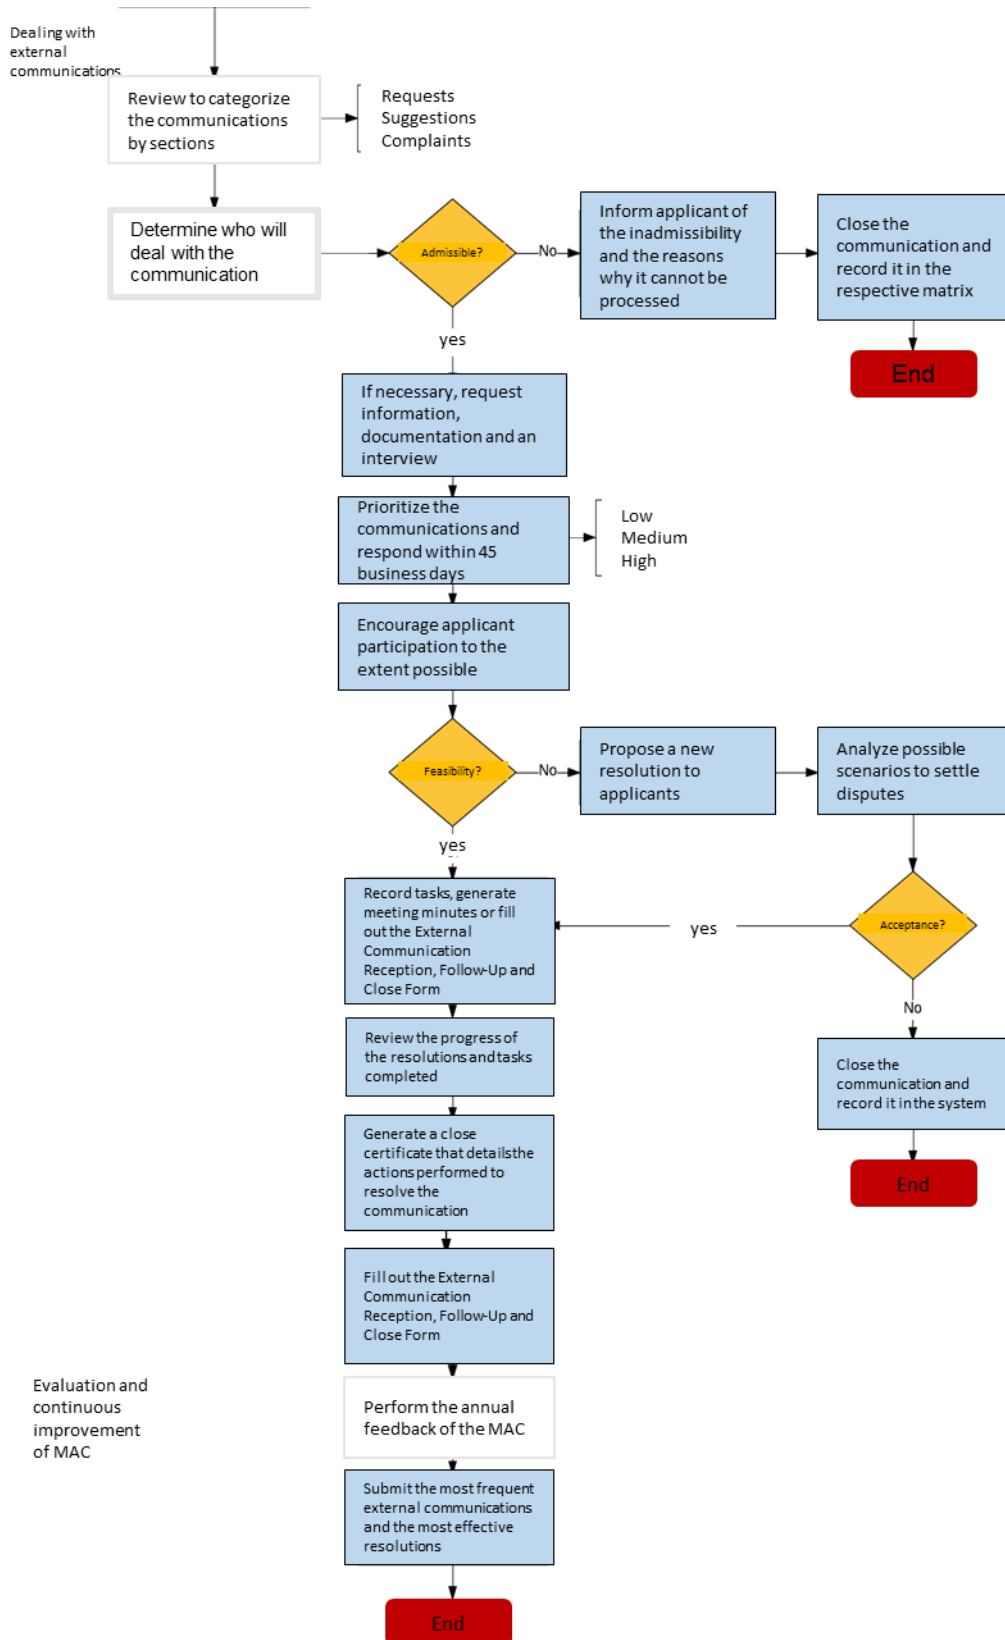 Dealing with
external
communications
Review to categorize
the communications
by sections
Requests
Suggestions
Complaints
Determine who will
deal with the
communication
Admissible?
No
Inform applicant of
the inadmissibility
and the reasons
why it cannot be
processed
Close the
communication and
record it in the
respective matrix
End
yes
If necessary, request
information,
documentation and an
interview
Prioritize the
communications and
respond within 45
business days
Low
Medium
High
Encourage applicant
participation to the
extent possible
Feasibility?
No
Propose a new
resolution to
applicants
Analyze possible
scenarios to settle
disputes
yes
Record tasks, generate
meeting minutes or fill
out the External
Communication
Reception, Follow-Up and
Close Form
yes
Acceptance?
No
Review the progress of
the resolutions and tasks
completed
Close the
communication and
record it in the system
End
Generate a close
certificate that details the
actions performed to
resolve the
communication
Fill out the External
Communication
Reception, Follow-Up and
Close Form
Evaluation and
continuous
improvement
of MAC
Perform the annual
feedback of the MAC
Submit the most frequent
external communications
and the most effective
resolutions
End